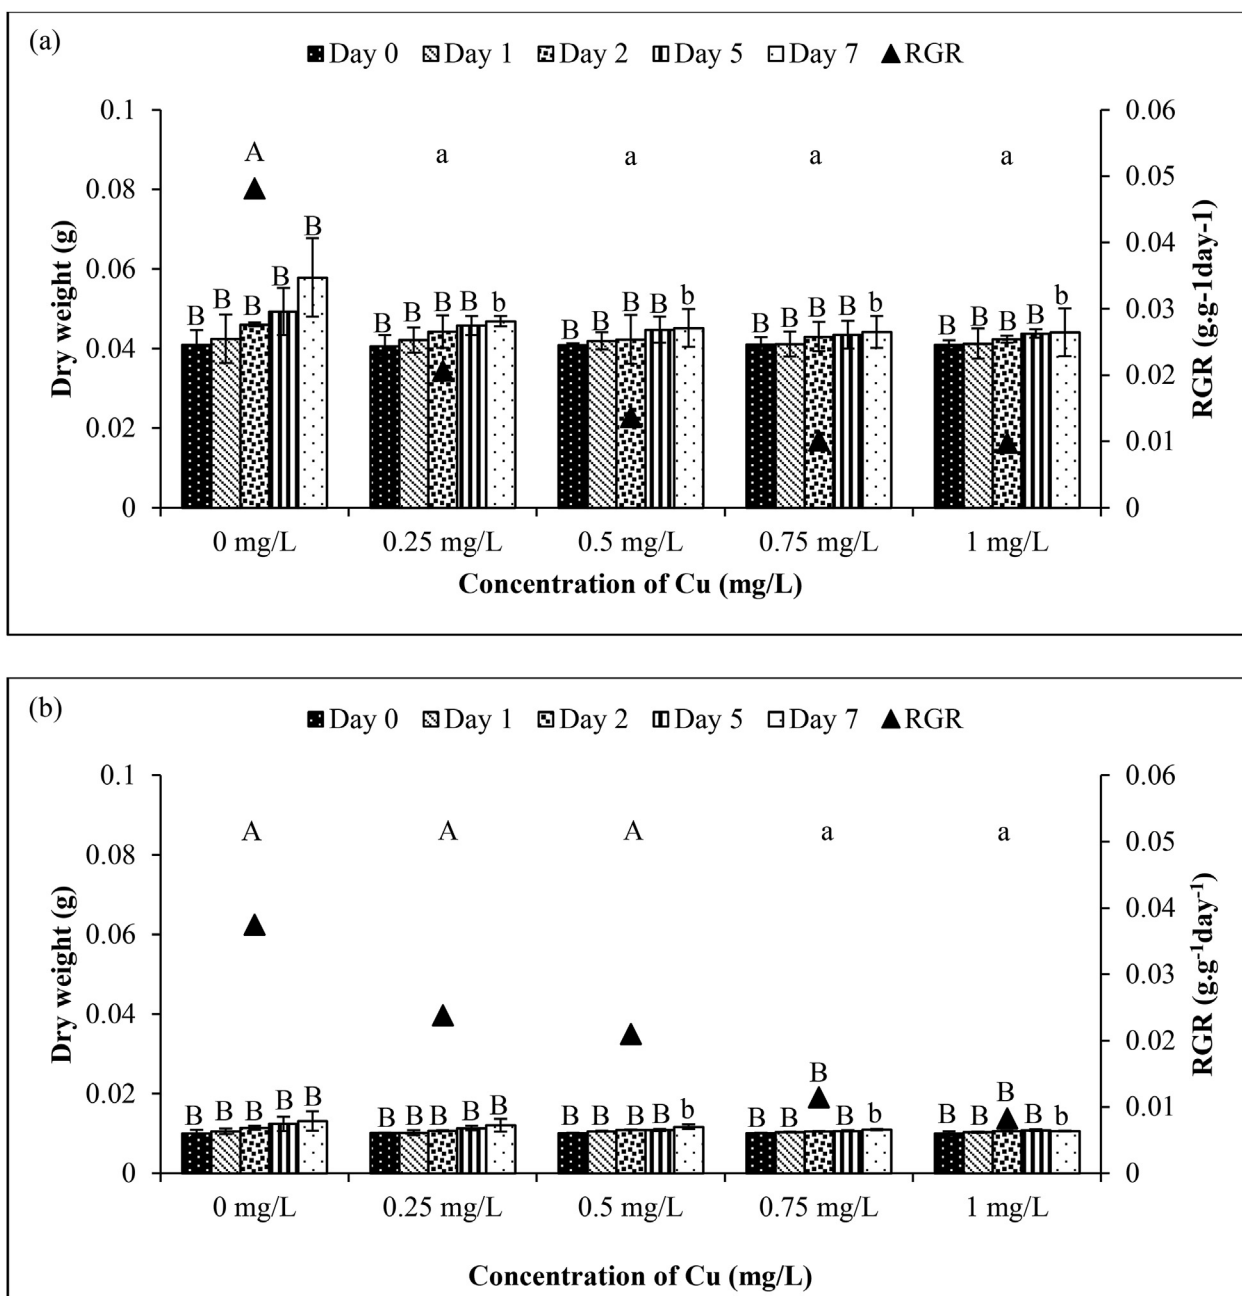 (a)
Day 0 Day 1 Day 2 Day 5 Day 7 RGR
0.1 0.06
A a a a a
0.05
0.08
B
0.04
0.06
B
B B B B
B B B B b B B b B B b B B B b
0.03
0.04
0.02
0.02
0.01
0 0
Dry weight (g)
RGR (g.g-1day-1)
0 mg/L 0.25 mg/L 0.5 mg/L 0.75 mg/L 1 mg/L
Concentration of Cu (mg/L)
(b)
Day 0 Day 1 Day 2 Day 5 Day 7 RGR
0.1 0.06
A A A a a
0.05
0.08
0.04
0.06
0.03
0.04
0.02
0.02
B B
0.01
B B B B B B B B B B B B B B b B B B b B B B b
0 0
Dry weight (g)
RGR (g.g-1day-1)
0 mg/L 0.25 mg/L 0.5 mg/L 0.75 mg/L 1 mg/L
Concentration of Cu (mg/L)